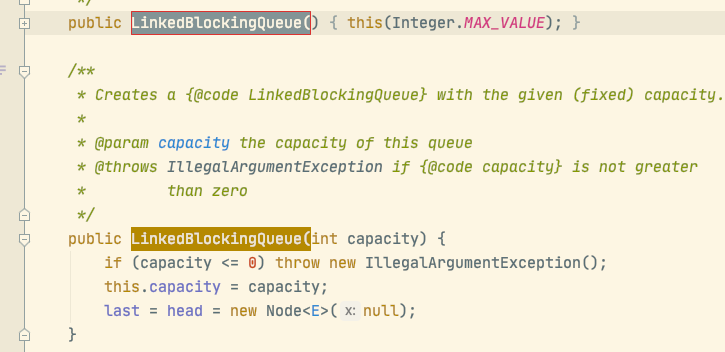 */
public LinkedBlockingQueue() { this(Integer.MAX_VALUE); }
/**
* Creates a {@code LinkedBlockingQueue} with the given (fixed) capacity.
*
* @param capacity the capacity of this queue
* @throws IllegalArgumentException if {@code capacity} is not greater
* than zero
*/
public LinkedBlockingQueue(int capacity) {
if (capacity <= 0) throw new IllegalArgumentException();
this.capacity = capacity;
last = head = new Node<E>(x: null);
}